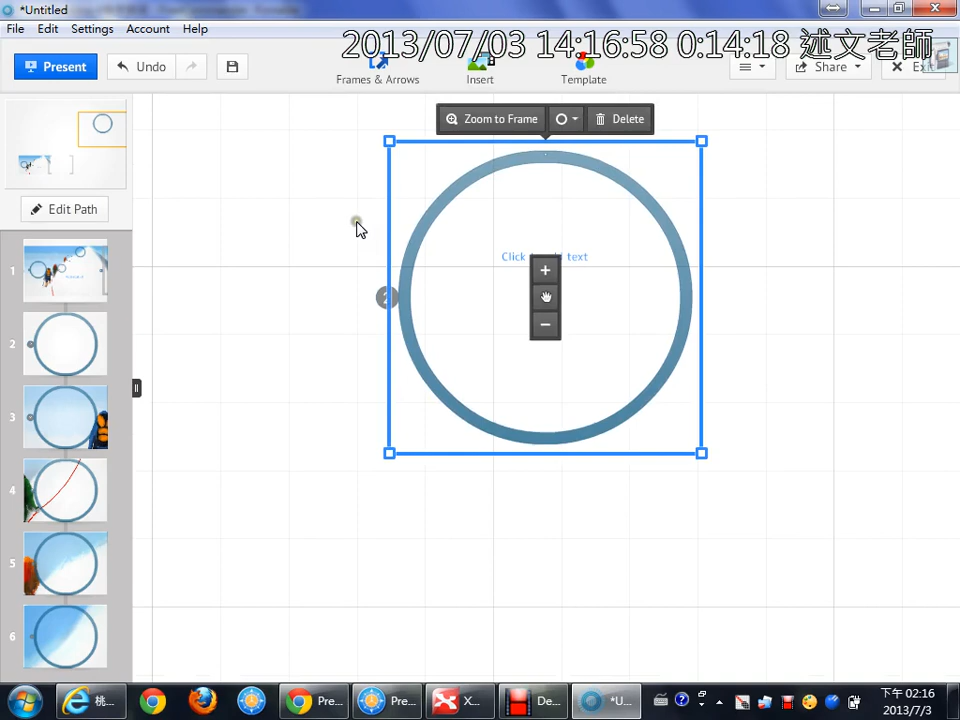 *Untitled
File Edit Settings Account Help
2013/07/03 14:16:58 0:14:18 述文老師
Present Undo Frames & Arrows Insert Template Share
Zoom to Frame Delete
Edit Path
Click text
1
2
3
4
5
6
2
桃...
Pre...
Pre...
X...
De...
*U...
下午 02:16
2013/7/3